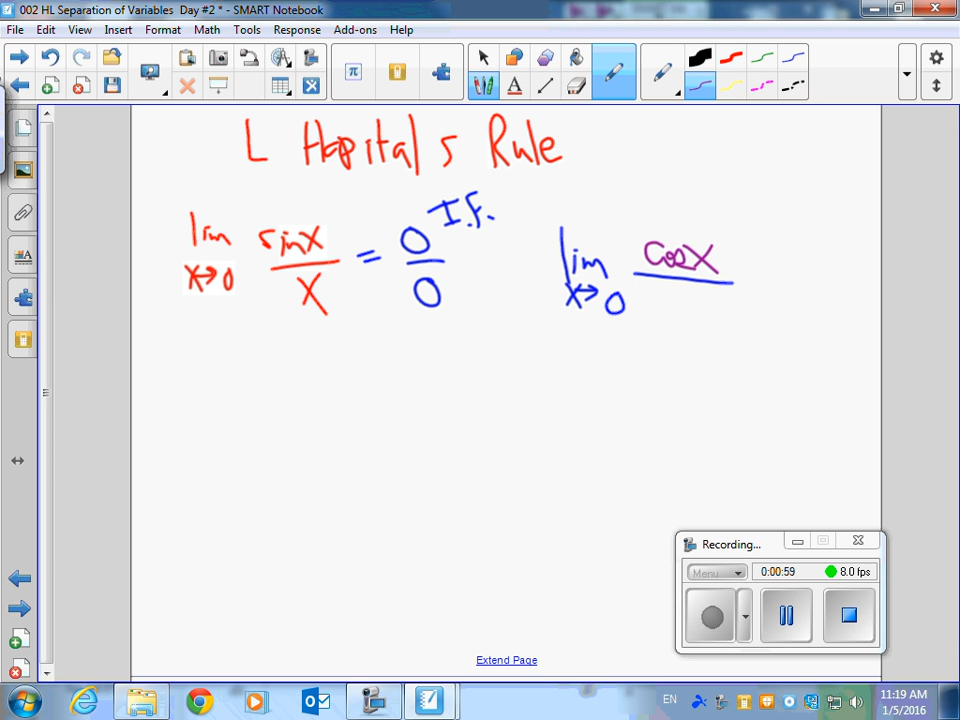 002 HL Separation of Variables Day #2 * - SMART Notebook
File Edit View Insert Format Math Tools Response Add-ons Help
L Hopital s Rule
lim x→0 sinx/x = 0/0 I.F.
lim x→0 cosx
Recording...
Menu 0:00:59 8.0 fps
Extend Page
EN 11:19 AM
1/5/2016